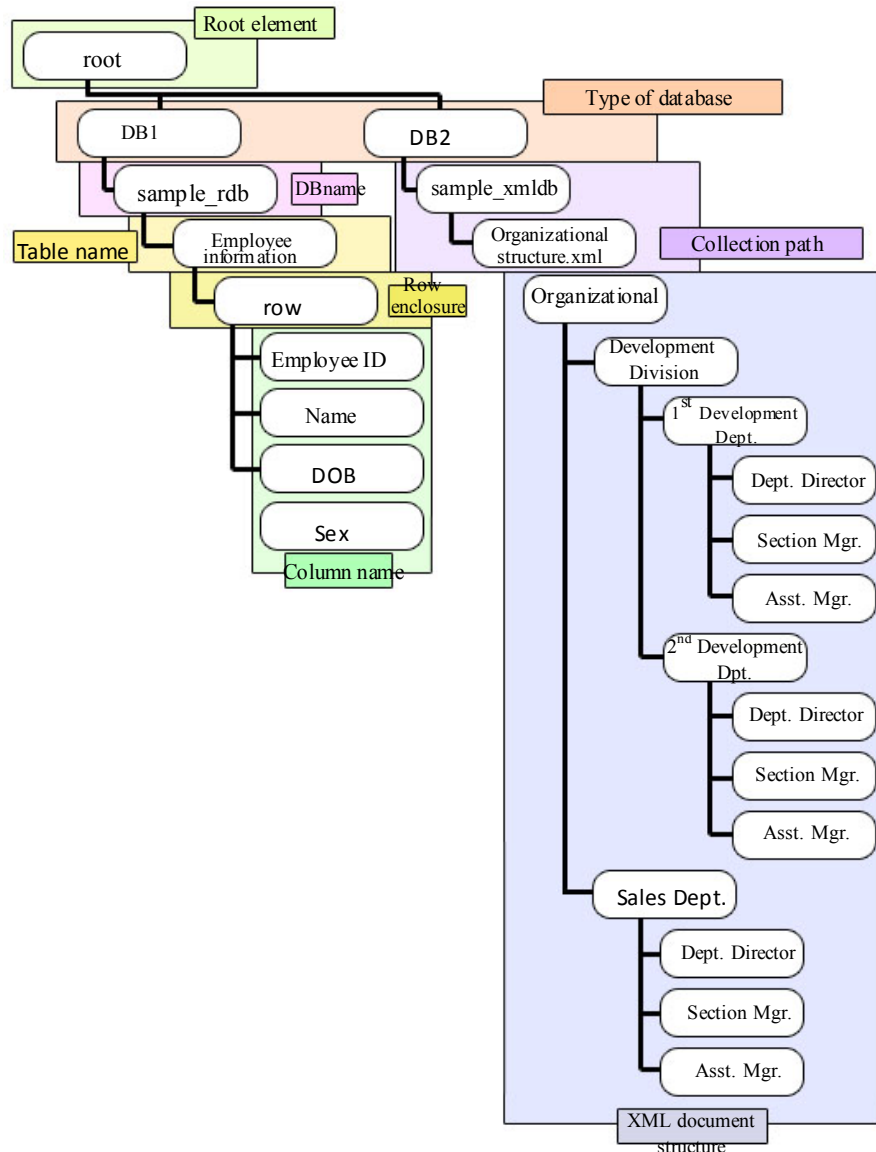 Root element
root
Type of database
DB1
DB2
sample_rdb
DBname
sample_xmldb
Table name
Employee
information
Organizational
structure.xml
Collection path
row
Row
enclosure
Employee ID
Name
DOB
Sex
Column name
Organizational
Development
Division
1st Development
Dept.
Dept. Director
Section Mgr.
Asst. Mgr.
2nd Development
Dpt.
Dept. Director
Section Mgr.
Asst. Mgr.
Sales Dept.
Dept. Director
Section Mgr.
Asst. Mgr.
XML document
structure